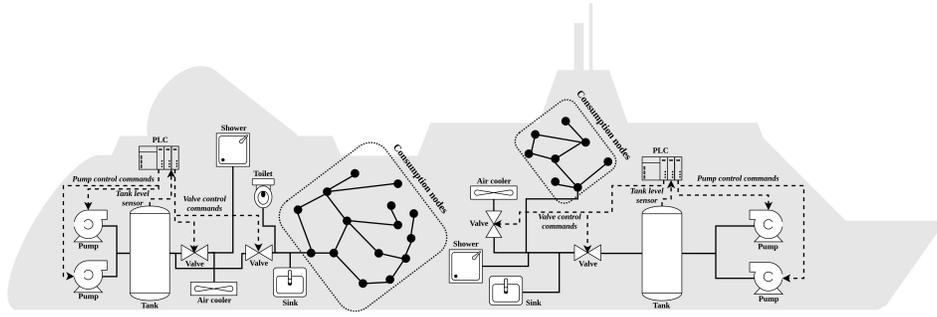 PLC
Shower
Toilet
Pump control commands
Tank level
sensor
Valve control
commands
Pump
Pump
Tank
Valve
Valve
Air cooler
Sink
Consumption nodes
Consumption nodes
PLC
Air cooler
Pump control commands
Tank level
sensor
Valve
Valve control
commands
Shower
Valve
Sink
Tank
Pump
Pump